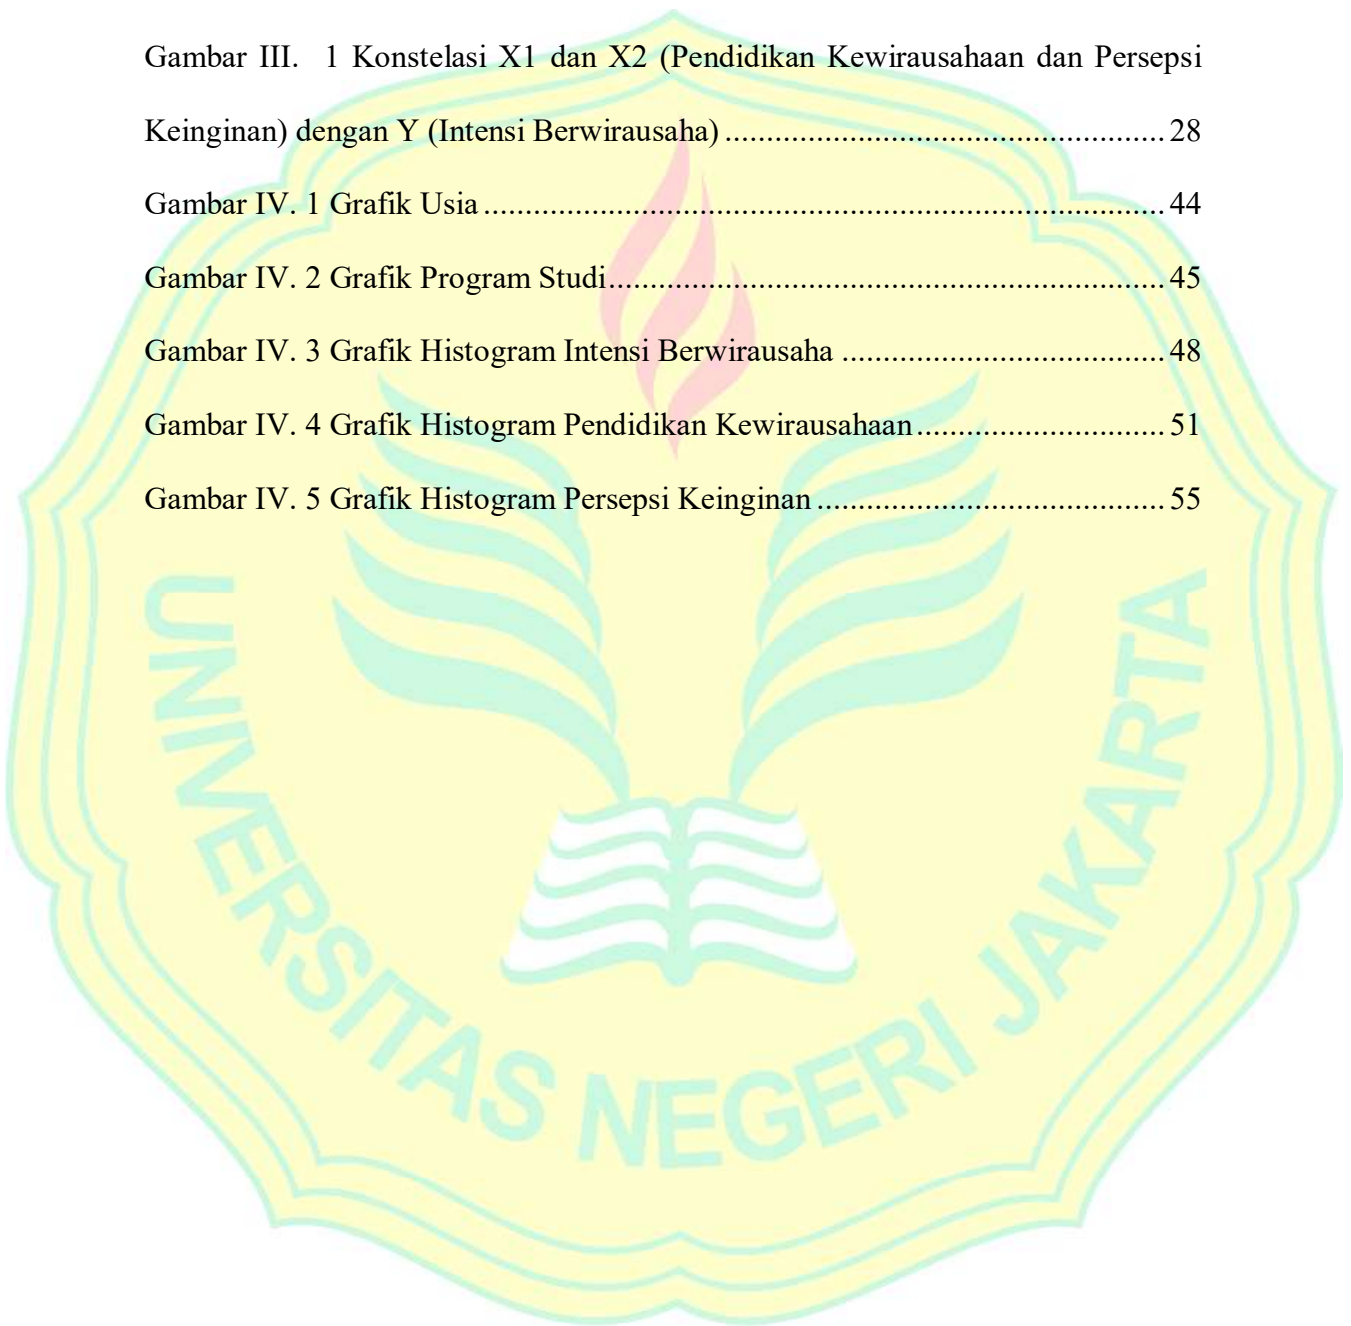 Gambar III. 1 Konstelasi X1 dan X2 (Pendidikan Kewirausahaan dan Persepsi
Keinginan) dengan Y (Intensi Berwirausaha) ..................................................... 28
Gambar IV. 1 Grafik Usia .................................................................................. 44
Gambar IV. 2 Grafik Program Studi................................................................... 45
Gambar IV. 3 Grafik Histogram Intensi Berwirausaha ....................................... 48
Gambar IV. 4 Grafik Histogram Pendidikan Kewirausahaan.............................. 51
Gambar IV. 5 Grafik Histogram Persepsi Keinginan .......................................... 55
UNIVERSITAS NEGERI JAKARTA